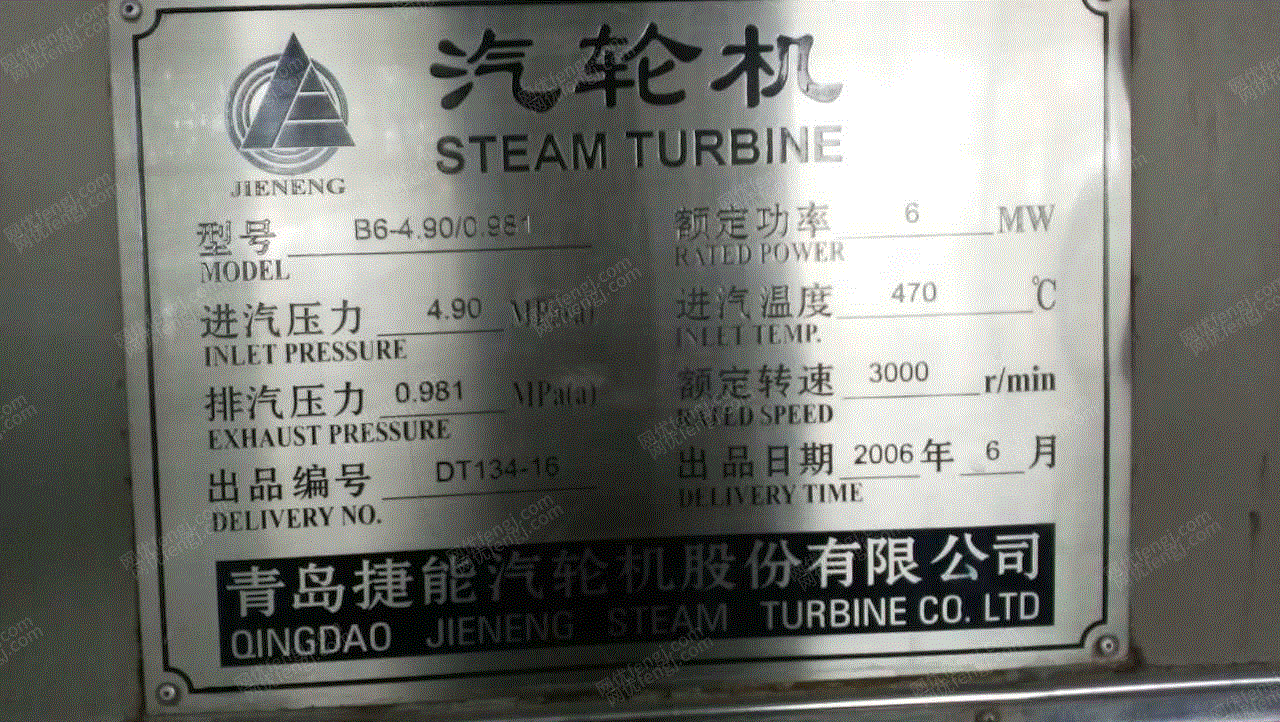 汽轮机
STEAM TURBINE
JIENENG
型号 B6-4.90/0.981
MODEL
额定功率 6 MW
RATED POWER
进汽压力 4.90 MPa(a)
INLET PRESSURE
进汽温度 470 ℃
INLET TEMP.
排汽压力 0.981 MPa(a)
EXHAUST PRESSURE
额定转速 3000 r/min
RATED SPEED
出品编号 DT134-16
DELIVERY NO.
出品日期 2006年 6月
DELIVERY TIME
青岛捷能汽轮机股份有限公司
QINGDAO JIENENG STEAM TURBINE CO. LTD